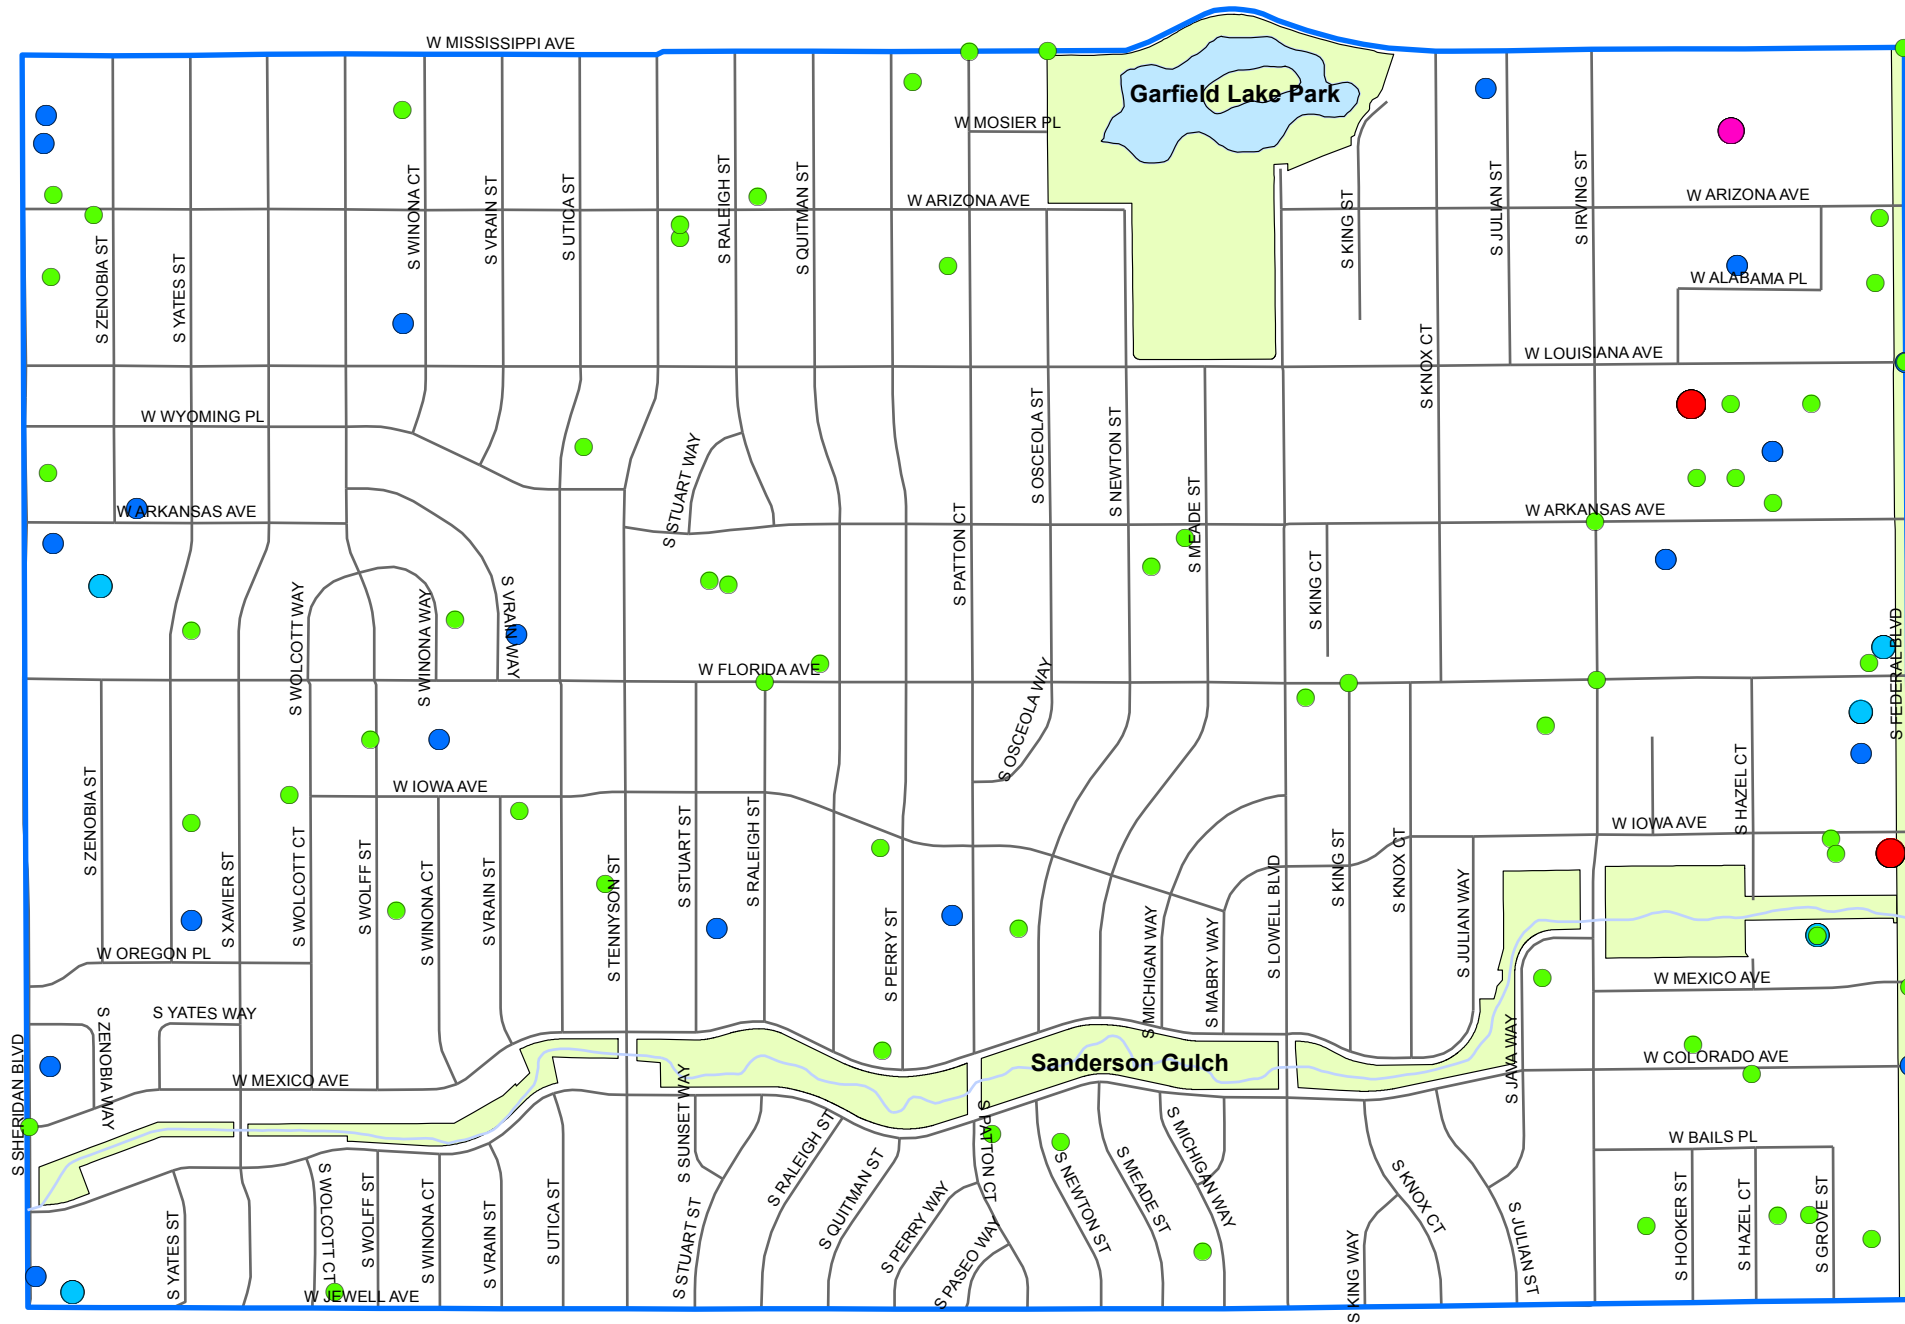 W MISSISSIPPI AVE
Garfield Lake Park
W MOSIER PL
W ARIZONA AVE
W ARIZONA AVE
S ZENOBIA ST
S YATES ST
S WINONA CT
S VRAIN ST
S UTICA ST
S RALEIGH ST
S QUITMAN ST
S KING ST
S JULIAN ST
S IRVING ST
W ALABAMA PL
W LOUISIANA AVE
S KNOX CT
W WYOMING PL
S STUART WAY
S OSCEOLA ST
S NEWTON ST
S MEADE ST
W ARKANSAS AVE
W ARKANSAS AVE
S PATTON CT
S KING CT
S WOLCOTT WAY
S WINONA WAY
S VRAIN WAY
W FLORIDA AVE
S OSCEOLA WAY
S FEDERAL BLVD
W IOWA AVE
W IOWA AVE
S ZENOBIA ST
S XAVIER ST
S WOLCOTT CT
S WOLFF ST
S WINONA CT
S VRAIN ST
S TENNYSON ST
S STUART ST
S RALEIGH ST
S PERRY ST
S MICHIGAN WAY
S MABRY WAY
S LOWELL BLVD
S KING ST
S KNOX CT
S JULIAN WAY
S HAZEL CT
W OREGON PL
W MEXICO AVE
S YATES WAY
S ZENOBIA WAY
S SHERIDAN BLVD
W MEXICO AVE
Sanderson Gulch
W COLORADO AVE
S JAVA WAY
S SUNSET WAY
S RALEIGH ST
S QUITMAN ST
S PERRY WAY
S PATTON CT
S NEWTON ST
S MEADE ST
S MICHIGAN WAY
W BAILS PL
S YATES ST
S WOLCOTT CT
S WOLFF ST
S WINONA CT
S VRAIN ST
S UTICA ST
S STUART ST
S PASEO WAY
S KING WAY
S KNOX CT
S JULIAN ST
S HOOKER ST
S HAZEL CT
S GROVE ST
W JEWELL AVE